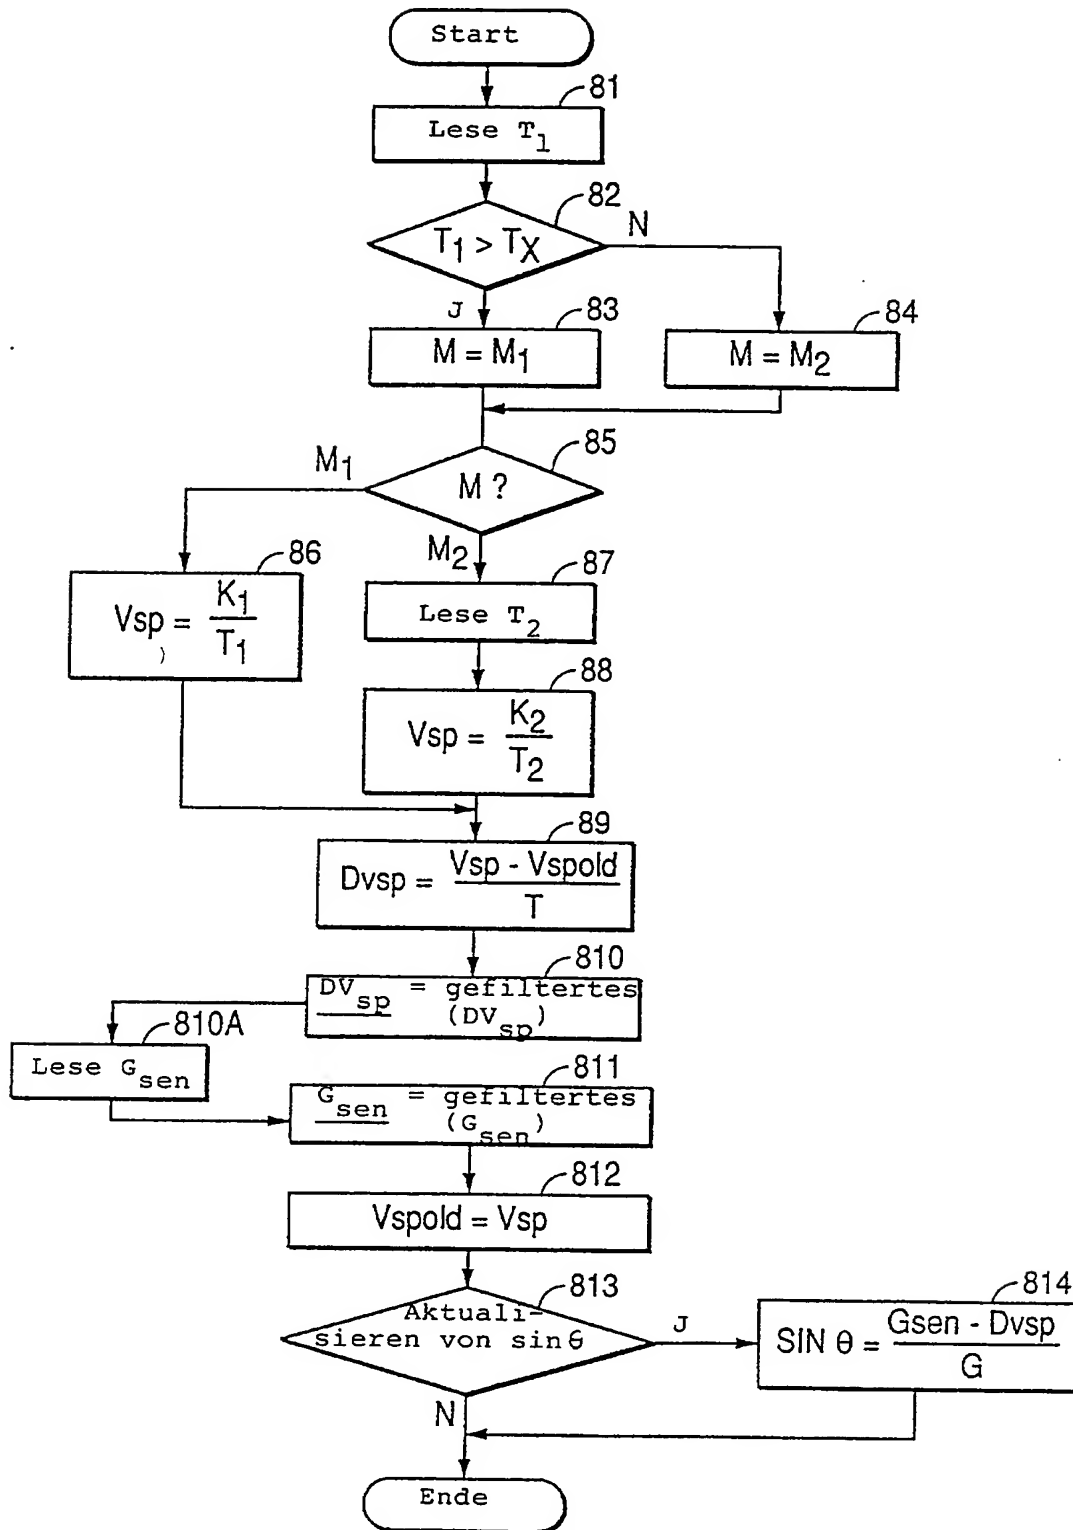 Start
81
Lese T1
82
T1 > TX
N
J
83
M = M1
84
M = M2
85
M1
M ?
M2
86
Vsp = K1/T1
87
Lese T2
88
Vsp = K2/T2
89
Dvsp = Vsp - Vspold/T
810
DVsp = gefiltertes
(DVsp)
810A
Lese Gsen
811
Gsen = gefiltertes
(Gsen)
812
Vspold = Vsp
813
Aktuali-
sieren von sin θ
J
814
SIN θ = Gsen - Dvsp/G
N
Ende